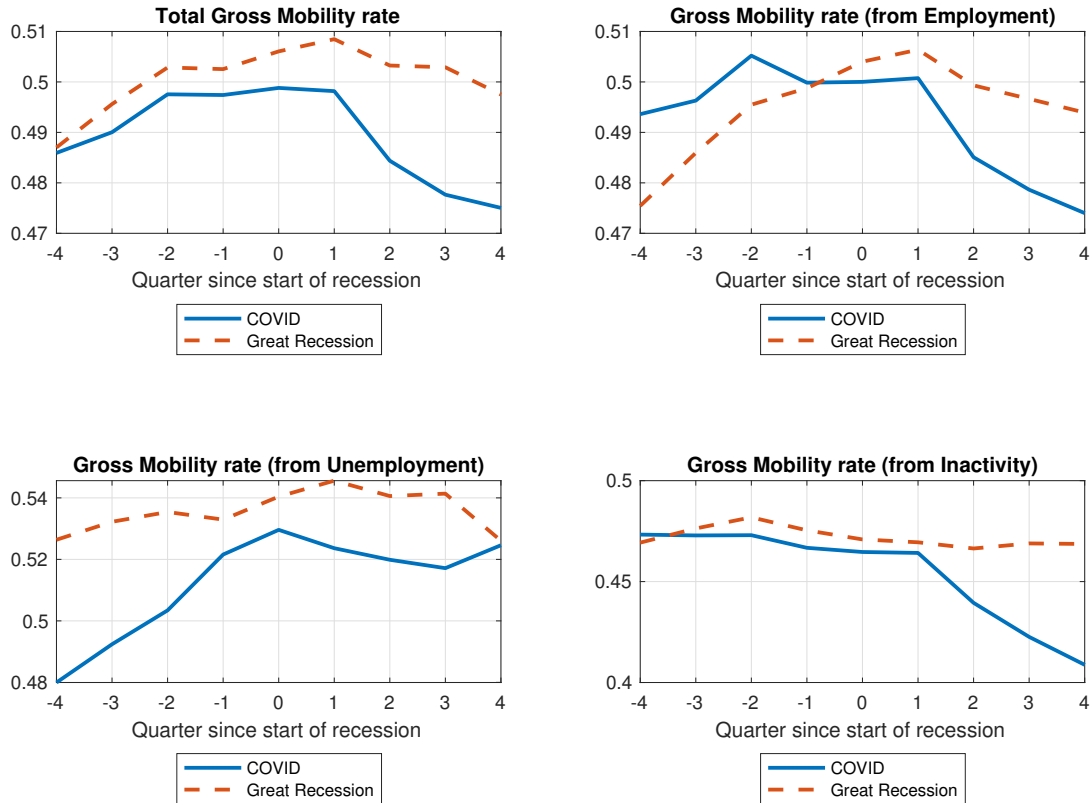 Total Gross Mobility rate
0.51
0.5
0.49
0.48
0.47
-4 -3 -2 -1 0 1 2 3 4
Quarter since start of recession
COVID
Great Recession
Gross Mobility rate (from Employment)
0.51
0.5
0.49
0.48
0.47
-4 -3 -2 -1 0 1 2 3 4
Quarter since start of recession
COVID
Great Recession
Gross Mobility rate (from Unemployment)
0.54
0.52
0.5
0.48
-4 -3 -2 -1 0 1 2 3 4
Quarter since start of recession
COVID
Great Recession
Gross Mobility rate (from Inactivity)
0.5
0.45
0.4
-4 -3 -2 -1 0 1 2 3 4
Quarter since start of recession
COVID
Great Recession